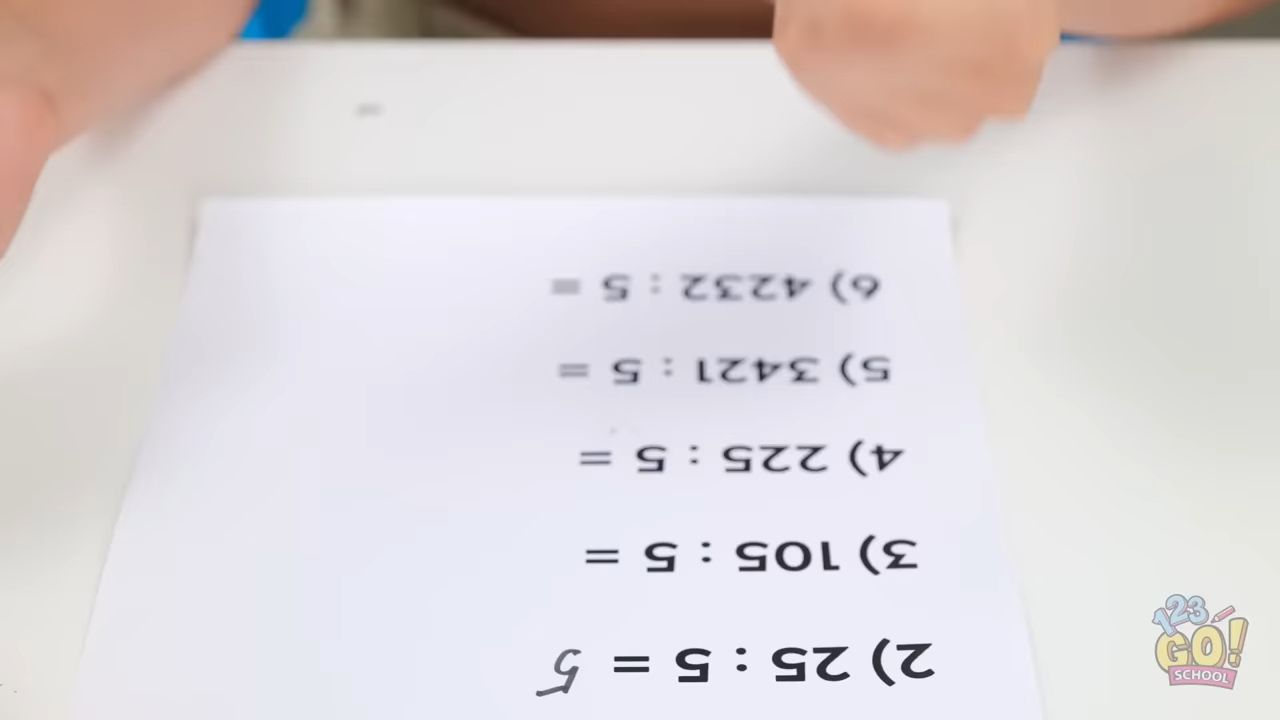 2) 25 : 5 = 5
3) 105 : 5 =
4) 225 : 5 =
5) 3421 : 5 =
6) 4232 : 5 =
123
GO!
SCHOOL